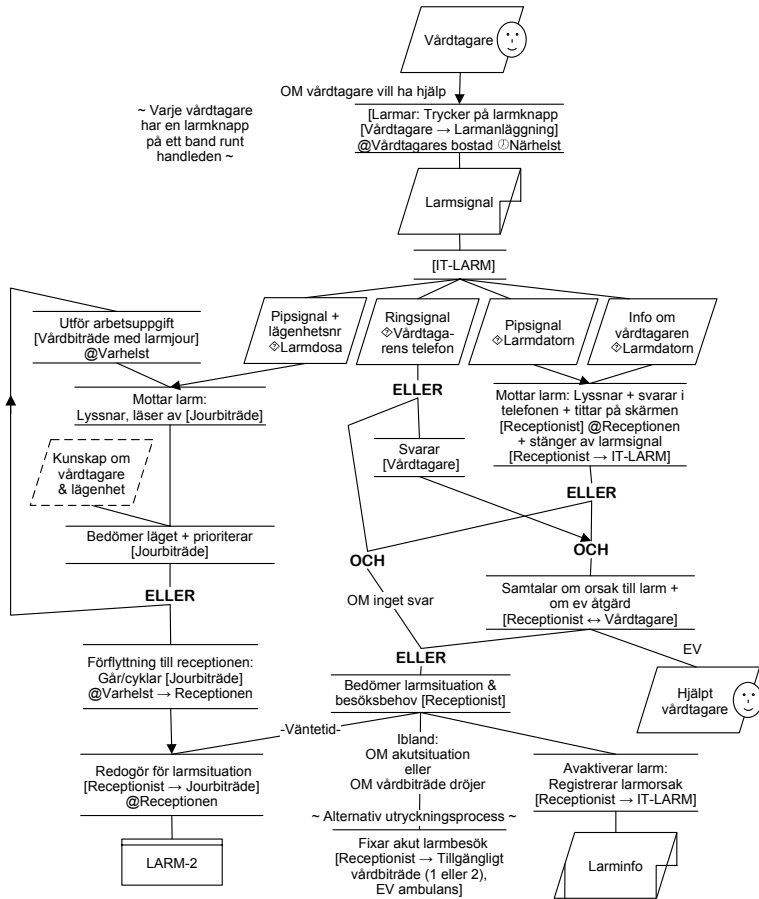 Vårdtagare
OM vårdtagare vill ha hjälp
~ Varje vårdtagare
har en larmknapp
på ett band runt
handleden ~
[Larmar: Trycker på larmknapp
[Vårdtagare → Larmanläggning]
@Vårdtagares bostad 🕖Närhelst
Larmsignal
[IT-LARM]
Utför arbetsuppgift
[Vårdbiträde med larmjour]
@Varhelst
Pipsignal +
lägenhetsnr
⟐Larmdosa
Ringsignal
⟐Vårdtaga-
rens telefon
Pipsignal
⟐Larmdatorn
Info om
vårdtagaren
⟐Larmdatorn
Mottar larm:
Lyssnar, läser av [Jourbiträde]
ELLER
Mottar larm: Lyssnar + svarar i
telefonen + tittar på skärmen
[Receptionist] @Receptionen
+ stänger av larmsignal
[Receptionist → IT-LARM]
Svarar
[Vårdtagare]
Kunskap om
vårdtagare
& lägenhet
ELLER
Bedömer läget + prioriterar
[Jourbiträde]
OCH
OCH
ELLER
OM inget svar
Samtalar om orsak till larm +
om ev åtgärd
[Receptionist ↔ Vårdtagare]
Förflyttning till receptionen:
Går/cyklar [Jourbiträde]
@Varhelst → Receptionen
ELLER
EV
Bedömer larmsituation &
besöksbehov [Receptionist]
Hjälpt
vårdtagare
-Väntetid-
Ibland:
OM akutsituation
eller
OM vårdbiträde dröjer
Redogör för larmsituation
[Receptionist → Jourbiträde]
@Receptionen
Avaktiverar larm:
Registrerar larmorsak
[Receptionist → IT-LARM]
~ Alternativ utryckningsprocess ~
Fixar akut larmbesök
[Receptionist → Tillgängligt
vårdbiträde (1 eller 2),
EV ambulans]
LARM-2
Larminfo